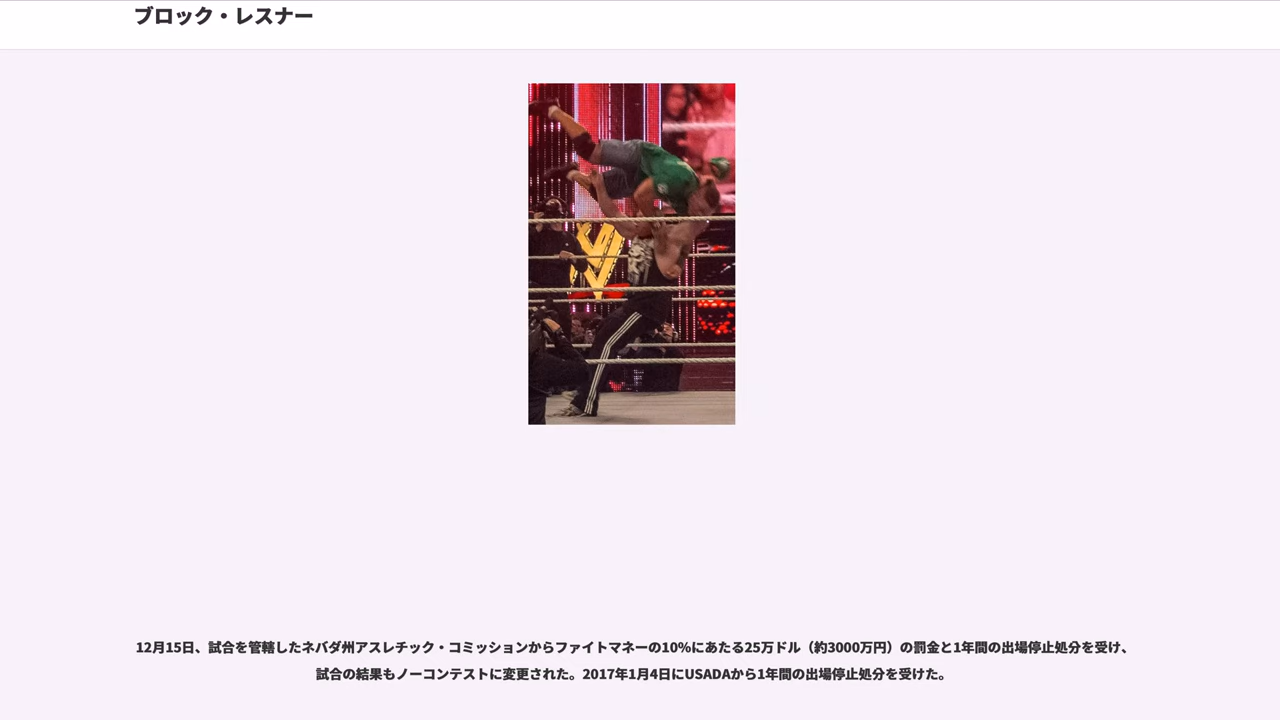 ブロック・レスナー
12月15日、試合を管轄したネバダ州アスレチック・コミッションからファイトマネーの10%にあたる25万ドル（約3000万円）の罰金と1年間の出場停止処分を受け、
試合の結果もノーコンテストに変更された。2017年1月4日にUSADAから1年間の出場停止処分を受けた。